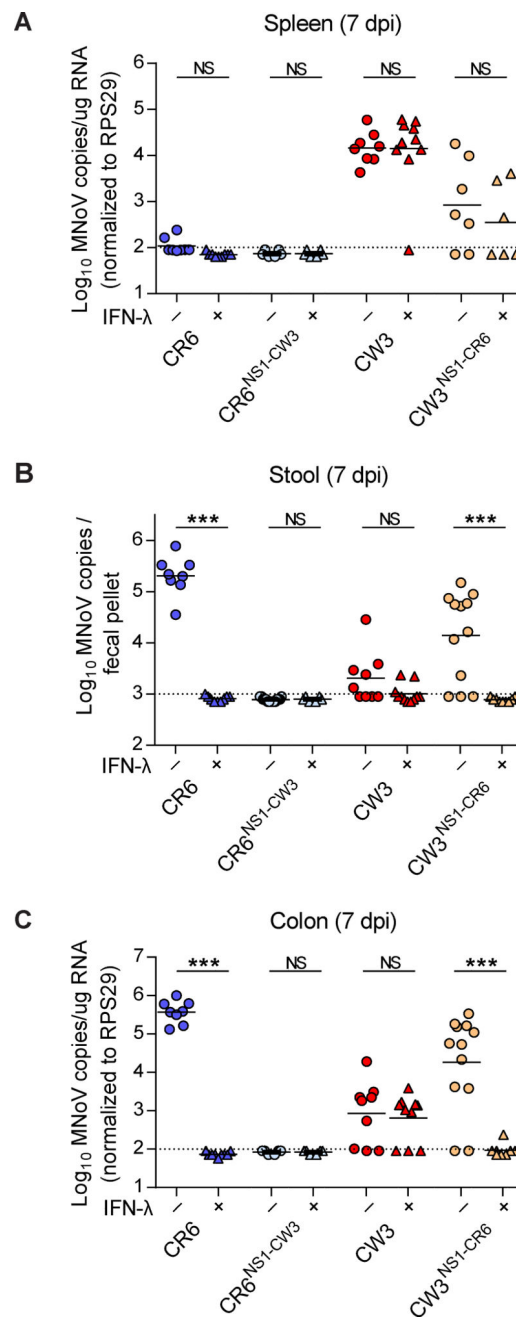 A
Spleen (7 dpi)
NS NS NS NS
Log10 MNoV copies/ug RNA
(normalized to RPS29)
6
5
4
3
2
1
IFN-λ - + - + - + - +
CR6 CR6NS1-CW3 CW3 CW3NS1-CR6
B
Stool (7 dpi)
*** NS NS ***
Log10 MNoV copies /
fecal pellet
6
5
4
3
2
IFN-λ - + - + - + - +
CR6 CR6NS1-CW3 CW3 CW3NS1-CR6
C
Colon (7 dpi)
*** NS NS ***
Log10 MNoV copies/ug RNA
(normalized to RPS29)
7
6
5
4
3
2
1
IFN-λ - + - + - + - +
CR6 CR6NS1-CW3 CW3 CW3NS1-CR6